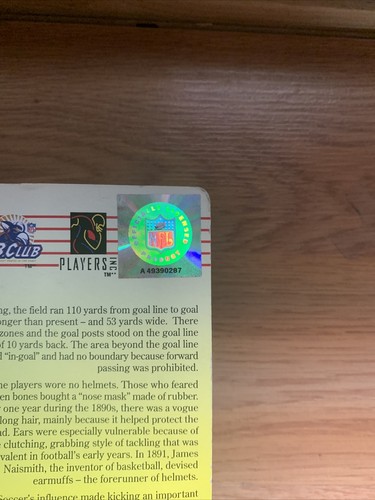 B CLUB
TM
PLAYERS INC
TM
NFL
A 49390287
ng, the field ran 110 yards from goal line to goal
onger than present – and 53 yards wide. There
zones and the goal posts stood on the goal line
of 10 yards back. The area beyond the goal line
d "in-goal" and had no boundary because forward
passing was prohibited.
he players wore no helmets. Those who feared
en bones bought a "nose mask" made of rubber.
r one year during the 1890s, there was a vogue
long hair, mainly because it helped protect the
nd. Ears were especially vulnerable because of
e clutching, grabbing style of tackling that was
evalent in football's early years. In 1891, James
Naismith, the inventor of basketball, devised
earmuffs – the forerunner of helmets.
Soccer's influence made kicking an important